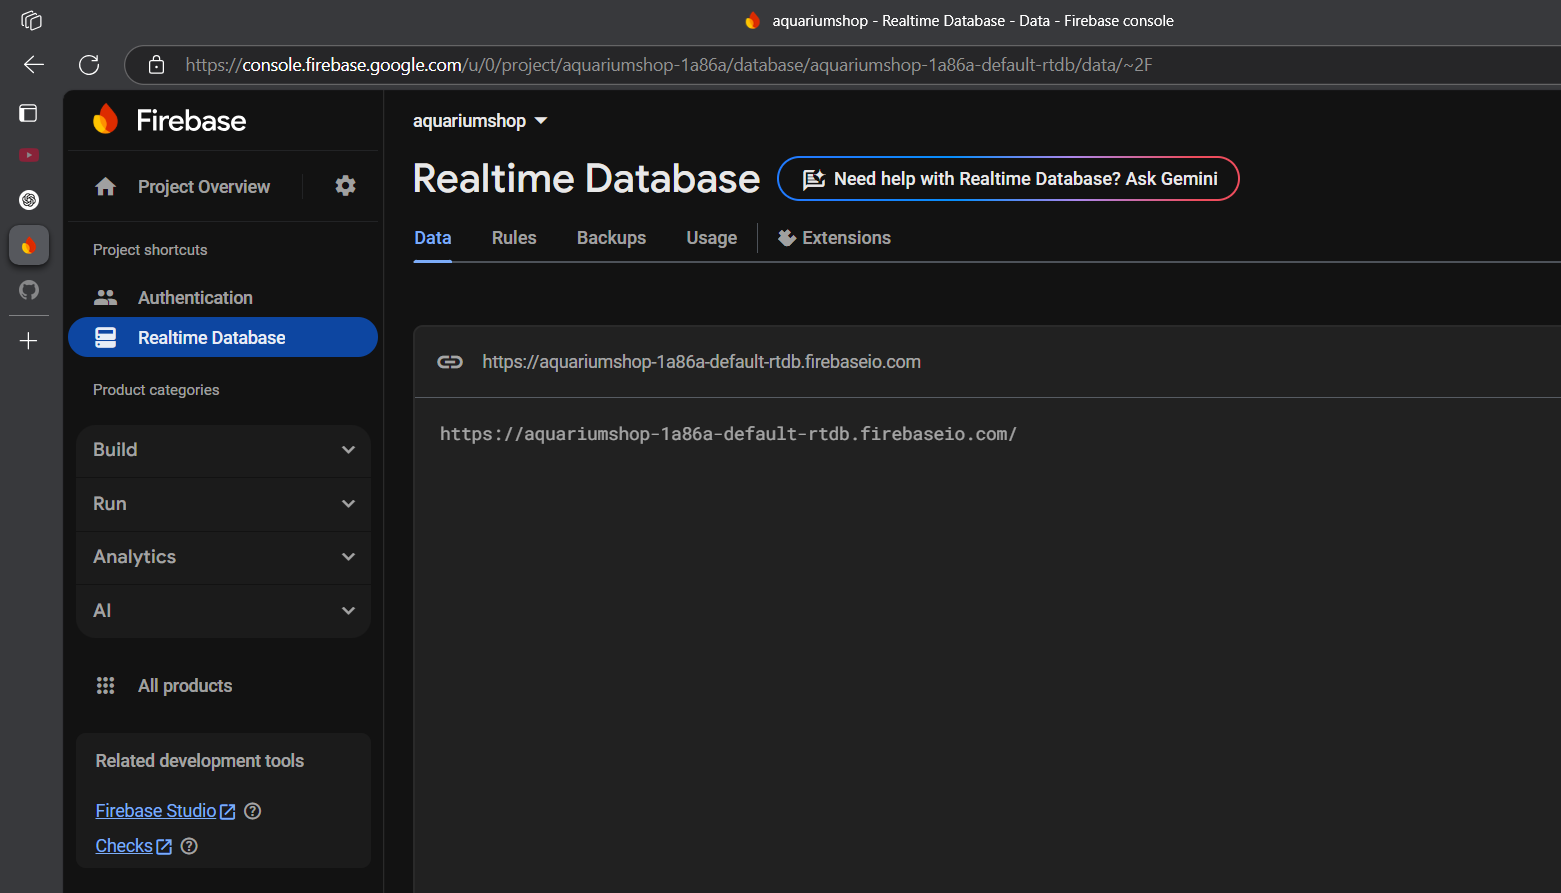 aquariumshop - Realtime Database - Data - Firebase console
https://console.firebase.google.com/u/0/project/aquariumshop-1a86a/database/aquariumshop-1a86a-default-rtdb/data/~2F
Firebase
Project Overview
Project shortcuts
Authentication
Realtime Database
Product categories
Build
Run
Analytics
AI
All products
Related development tools
Firebase Studio
Checks
aquariumshop
Realtime Database
Need help with Realtime Database? Ask Gemini
Data Rules Backups Usage Extensions
https://aquariumshop-1a86a-default-rtdb.firebaseio.com
https://aquariumshop-1a86a-default-rtdb.firebaseio.com/